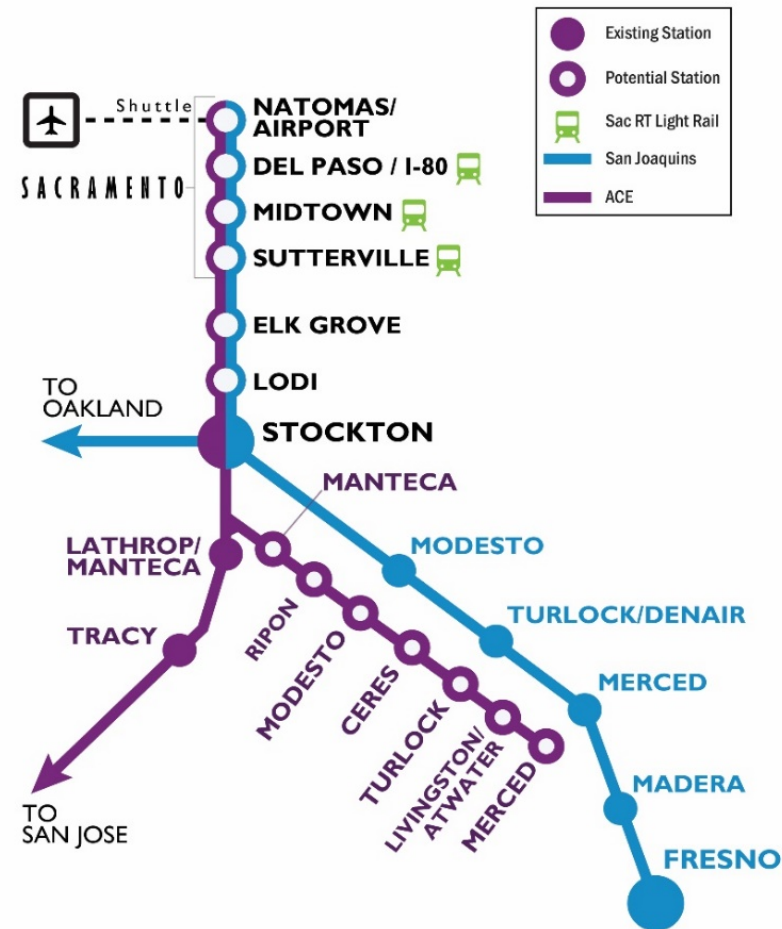 Existing Station
Potential Station
Sac RT Light Rail
San Joaquins
ACE
Shuttle
NATOMAS/
AIRPORT
DEL PASO / I-80
SACRAMENTO
MIDTOWN
SUTTERVILLE
ELK GROVE
LODI
TO
OAKLAND
STOCKTON
MANTECA
LATHROP/
MANTECA
MODESTO
TURLOCK/DENAIR
TRACY
RIPON
MODESTO
CERES
TURLOCK
LIVINGSTON/
ATWATER
MERCED
MERCED
MADERA
FRESNO
TO
SAN JOSE